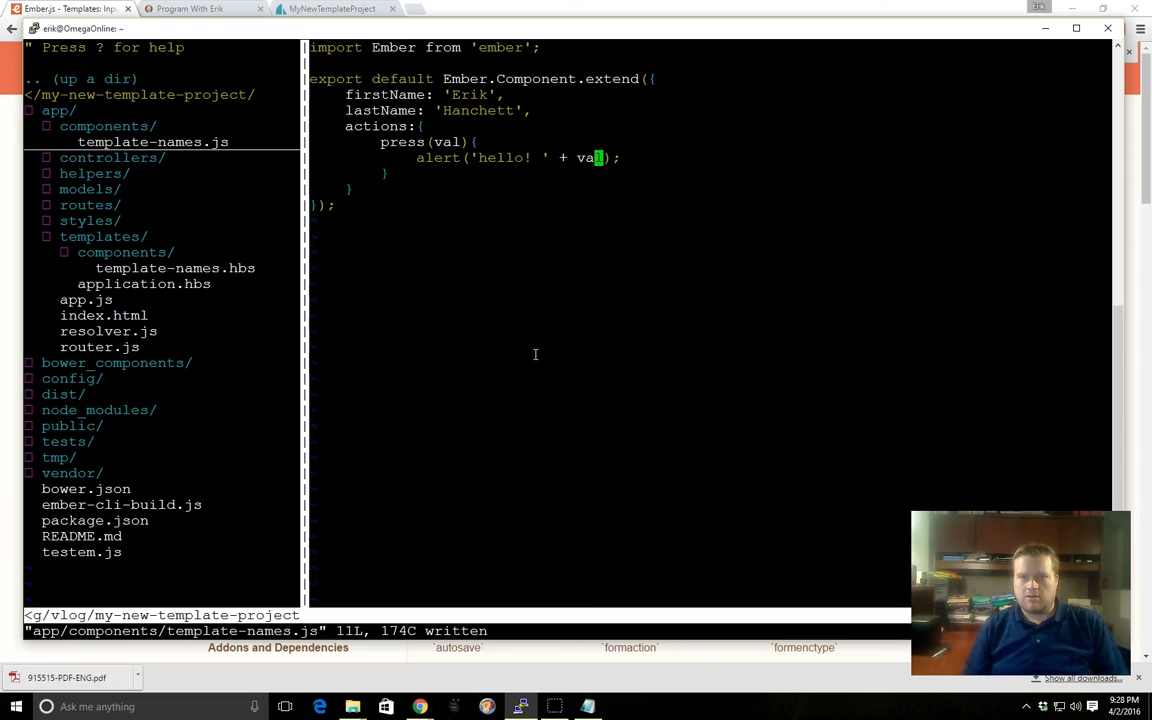 Ember.js - Templates: Inpu
Program With Erik
MyNewTemplateProject
Erik
erik@OmegaOnline: ~
" Press ? for help
.. (up a dir)
</my-new-template-project/
app/
components/
template-names.js
controllers/
helpers/
models/
routes/
styles/
templates/
components/
template-names.hbs
application.hbs
app.js
index.html
resolver.js
router.js
bower_components/
config/
dist/
node_modules/
public/
tests/
tmp/
vendor/
bower.json
ember-cli-build.js
package.json
README.md
testem.js
~
~
import Ember from 'ember';
export default Ember.Component.extend({
firstName: 'Erik',
lastName: 'Hanchett',
actions:{
press(val){
alert('hello! ' + val);
}
}
});
<g/vlog/my-new-template-project
"app/components/template-names.js" 11L, 174C written
Addons and Dependencies
`autosave`
`formaction`
`formenctype`
915515-PDF-ENG.pdf
Show all downloads...
Ask me anything
9:28 PM
4/2/2016